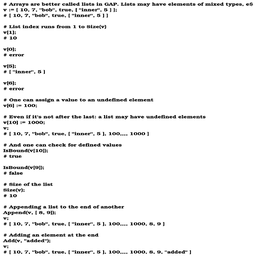 # Arrays are better called lists in GAP. Lists may have elements of mixed types, e$
v := [ 10, 7, "bob", true, [ "inner", 5 ] ];
# [ 10, 7, "bob", true, [ "inner", 5 ] ]
# List index runs from 1 to Size(v)
v[1];
# 10
v[0];
# error
v[5];
# [ "inner", 5 ]
v[6];
# error
# One can assign a value to an undefined element
v[6] := 100;
# Even if it's not after the last: a list may have undefined elements
v[10] := 1000;
v;
# [ 10, 7, "bob", true, [ "inner", 5 ], 100,,,, 1000 ]
# And one can check for defined values
IsBound(v[10]);
# true
IsBound(v[9]);
# false
# Size of the list
Size(v);
# 10
# Appending a list to the end of another
Append(v, [ 8, 9]);
v;
# [ 10, 7, "bob", true, [ "inner", 5 ], 100,,,, 1000, 8, 9 ]
# Adding an element at the end
Add(v, "added");
v;
# [ 10, 7, "bob", true, [ "inner", 5 ], 100,,,, 1000, 8, 9, "added" ]